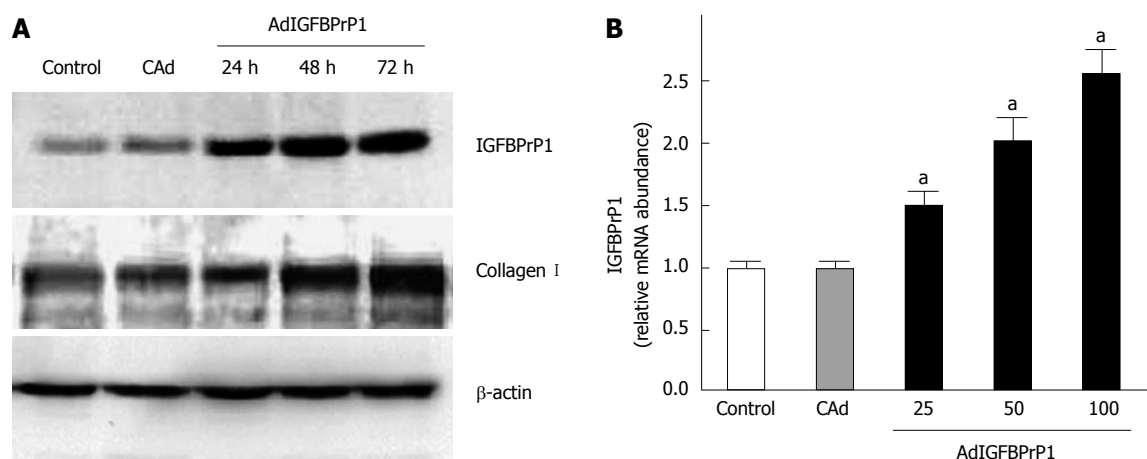 A
AdIGFBPrP1
Control CAd 24 h 48 h 72 h
IGFBPrP1
Collagen Ⅰ
β-actin
B
IGFBPrP1
(relative mRNA abundance)
2.5
2.0
1.5
1.0
0.5
0.0
a
a
a
Control CAd 25 50 100
AdIGFBPrP1